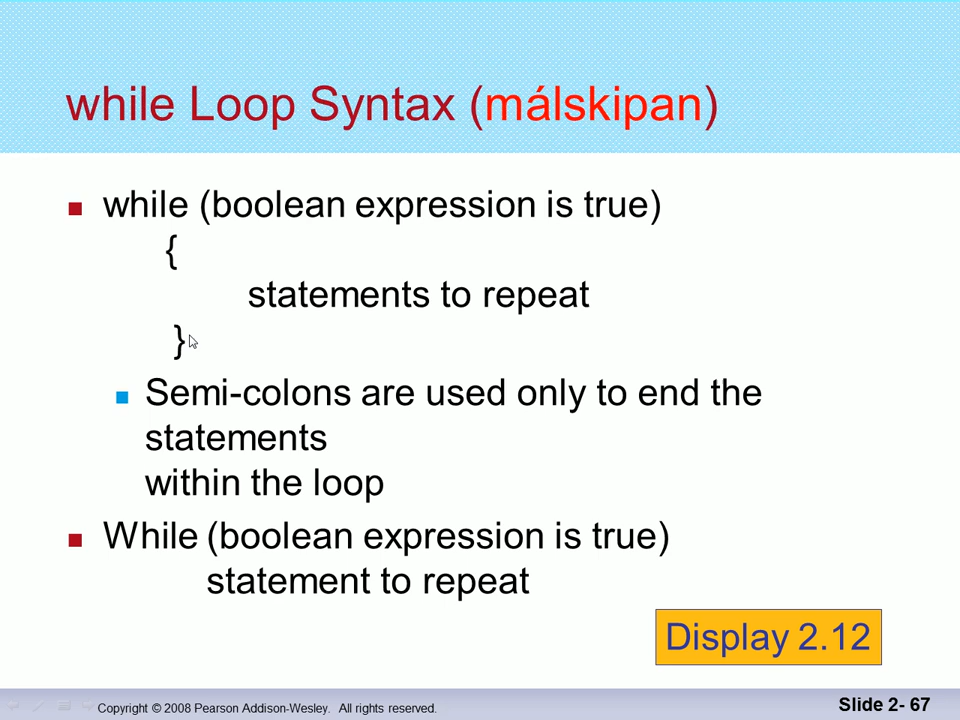 while Loop Syntax (málskipan)
while (boolean expression is true)
{
statements to repeat
}
Semi-colons are used only to end the
statements
within the loop
While (boolean expression is true)
statement to repeat
Display 2.12
Copyright © 2008 Pearson Addison-Wesley. All rights reserved.
Slide 2- 67